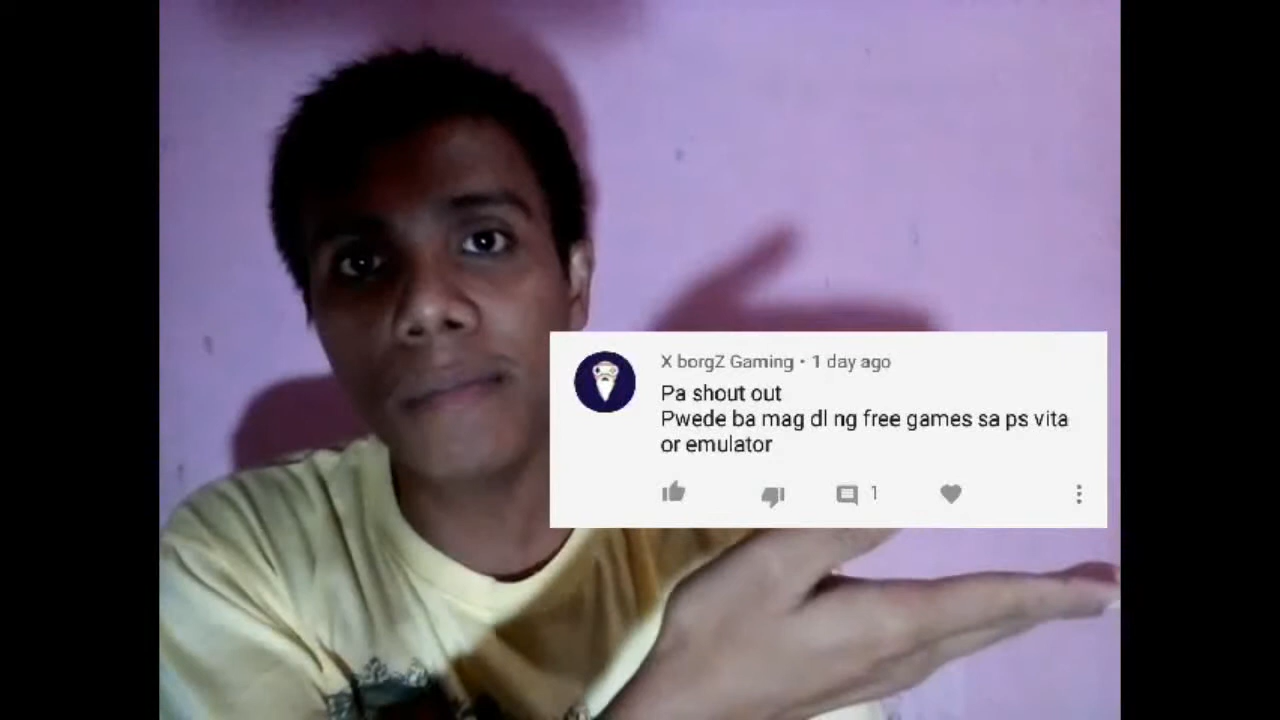 X borgZ Gaming • 1 day ago
Pa shout out
Pwede ba mag dl ng free games sa ps vita
or emulator
1